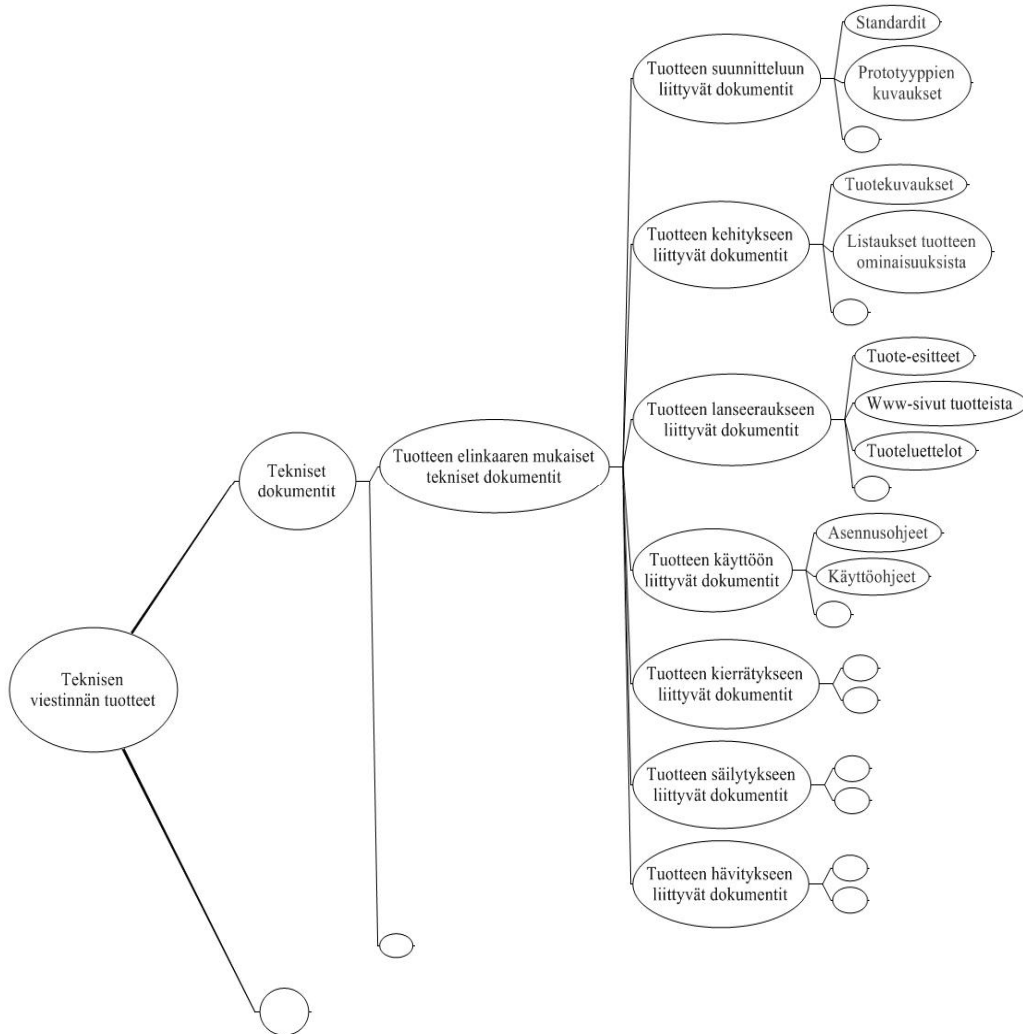 Teknisen
viestinnän tuotteet
Tekniset
dokumentit
Tuotteen elinkaaren mukaiset
tekniset dokumentit
Tuotteen suunnitteluun
liittyvät dokumentit
Standardit
Prototyyppien
kuvaukset
Tuotteen kehitykseen
liittyvät dokumentit
Tuotekuvaukset
Listaukset tuotteen
ominaisuuksista
Tuotteen lanseeraukseen
liittyvät dokumentit
Tuote-esitteet
Www-sivut tuotteista
Tuoteluettelot
Tuotteen käyttöön
liittyvät dokumentit
Asennusohjeet
Käyttöohjeet
Tuotteen kierrätykseen
liittyvät dokumentit
Tuotteen säilytykseen
liittyvät dokumentit
Tuotteen hävitykseen
liittyvät dokumentit